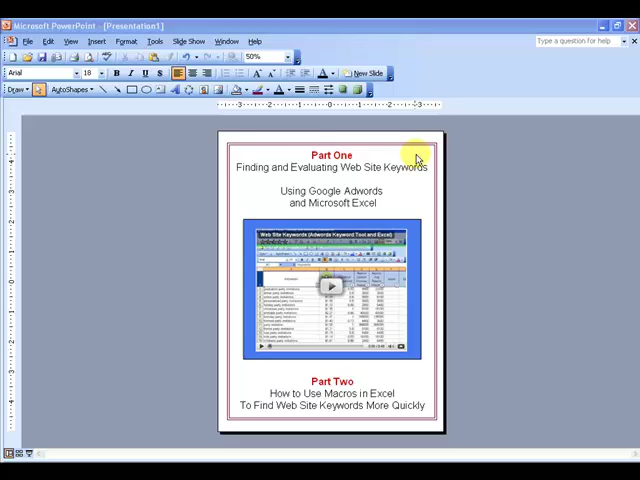 Microsoft PowerPoint - [Presentation1]
File Edit View Insert Format Tools Slide Show Window Help
Type a question for help
50%
Arial 18 B I U S New Slide
Draw AutoShapes
Part One
Finding and Evaluating Web Site Keywords
Using Google Adwords
and Microsoft Excel
Web Site Keywords (Adwords Keyword Tool and Excel)
Part Two
How to Use Macros in Excel
To Find Web Site Keywords More Quickly